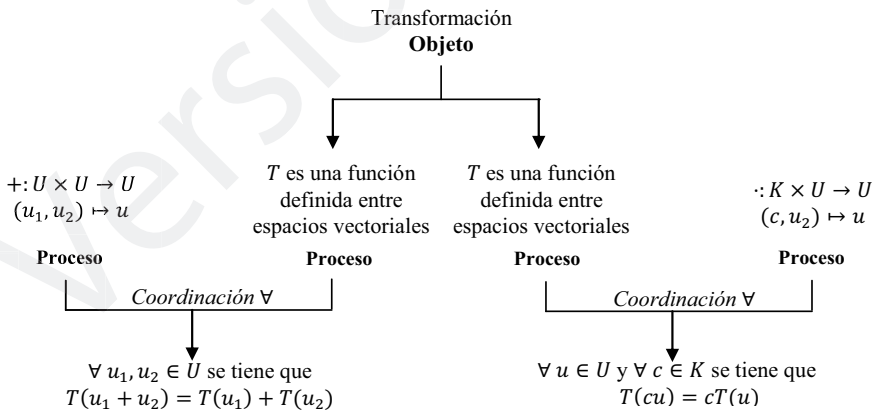 Transformación
Objeto
+: U × U → U
(u₁, u₂) ↦ u
Proceso
T es una función
definida entre
espacios vectoriales
Proceso
T es una función
definida entre
espacios vectoriales
Proceso
·: K × U → U
(c, u₂) ↦ u
Proceso
Coordinación ∀
Coordinación ∀
∀ u₁, u₂ ∈ U se tiene que
T(u₁ + u₂) = T(u₁) + T(u₂)
∀ u ∈ U y ∀ c ∈ K se tiene que
T(cu) = cT(u)
Versio